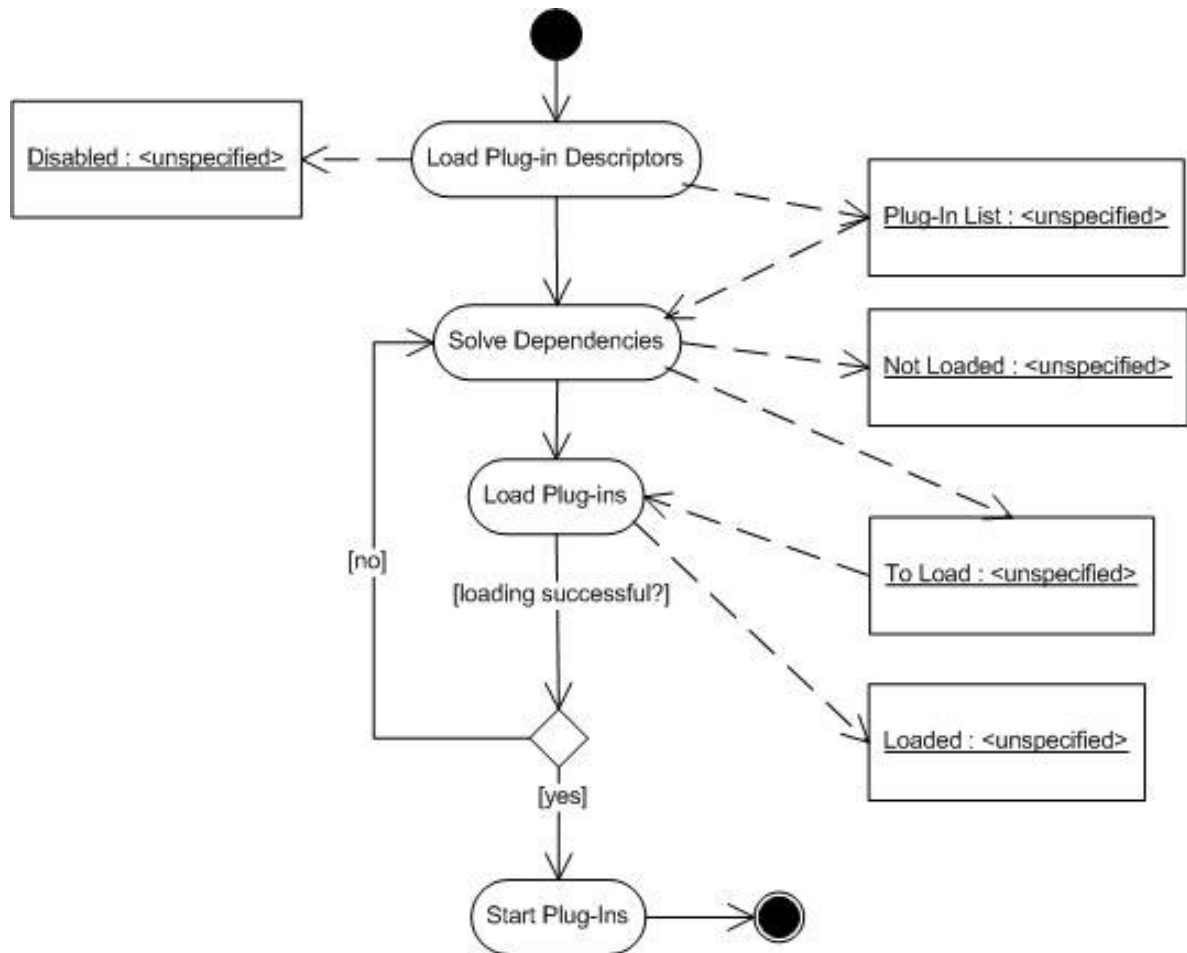 Load Plug-in Descriptors
Disabled : <unspecified>
Plug-In List : <unspecified>
Solve Dependencies
Not Loaded : <unspecified>
Load Plug-ins
[no]
To Load : <unspecified>
[loading successful?]
Loaded : <unspecified>
[yes]
Start Plug-Ins